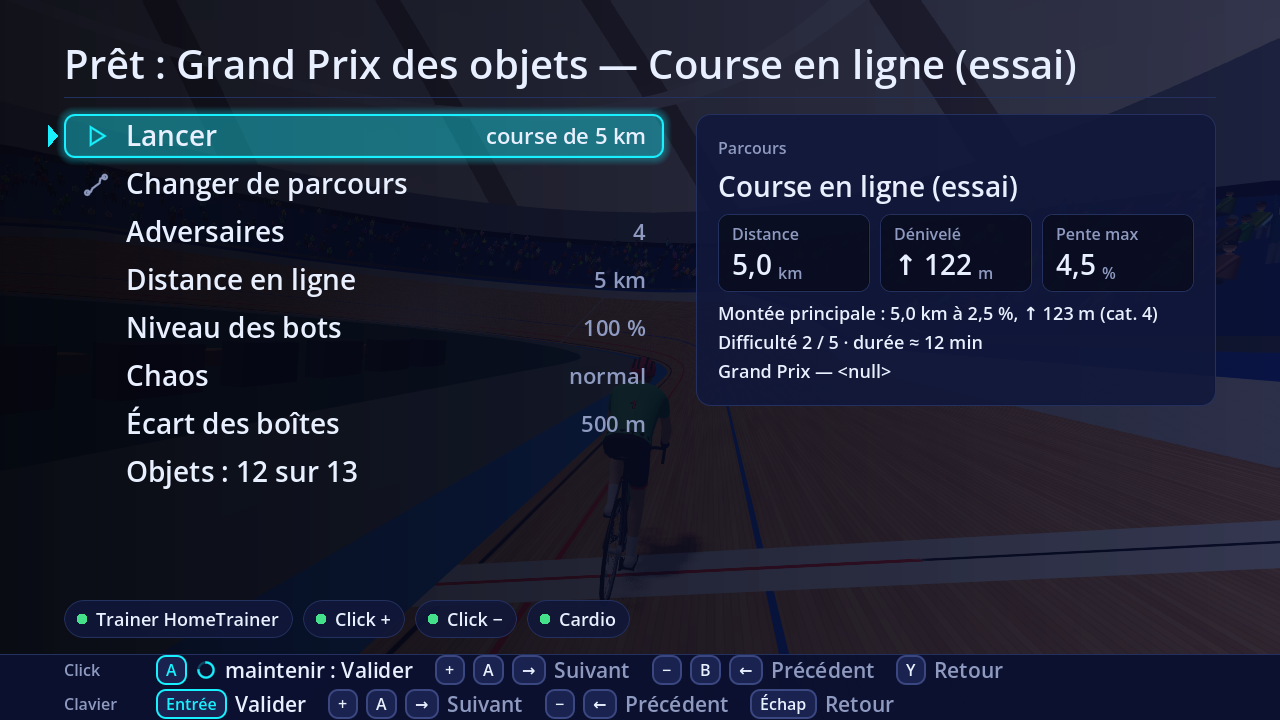 Prêt : Grand Prix des objets — Course en ligne (essai)
Lancer course de 5 km
Changer de parcours
Adversaires 4
Distance en ligne 5 km
Niveau des bots 100 %
Chaos normal
Écart des boîtes 500 m
Objets : 12 sur 13
Parcours
Course en ligne (essai)
Distance Dénivelé Pente max
5,0 km ↑ 122 m 4,5 %
Montée principale : 5,0 km à 2,5 %, ↑ 123 m (cat. 4)
Difficulté 2 / 5 · durée ≈ 12 min
Grand Prix — <null>
Trainer HomeTrainer Click + Click − Cardio
Click A maintenir : Valider + A → Suivant − B ← Précédent Y Retour
Clavier Entrée Valider + A → Suivant − ← Précédent Échap Retour